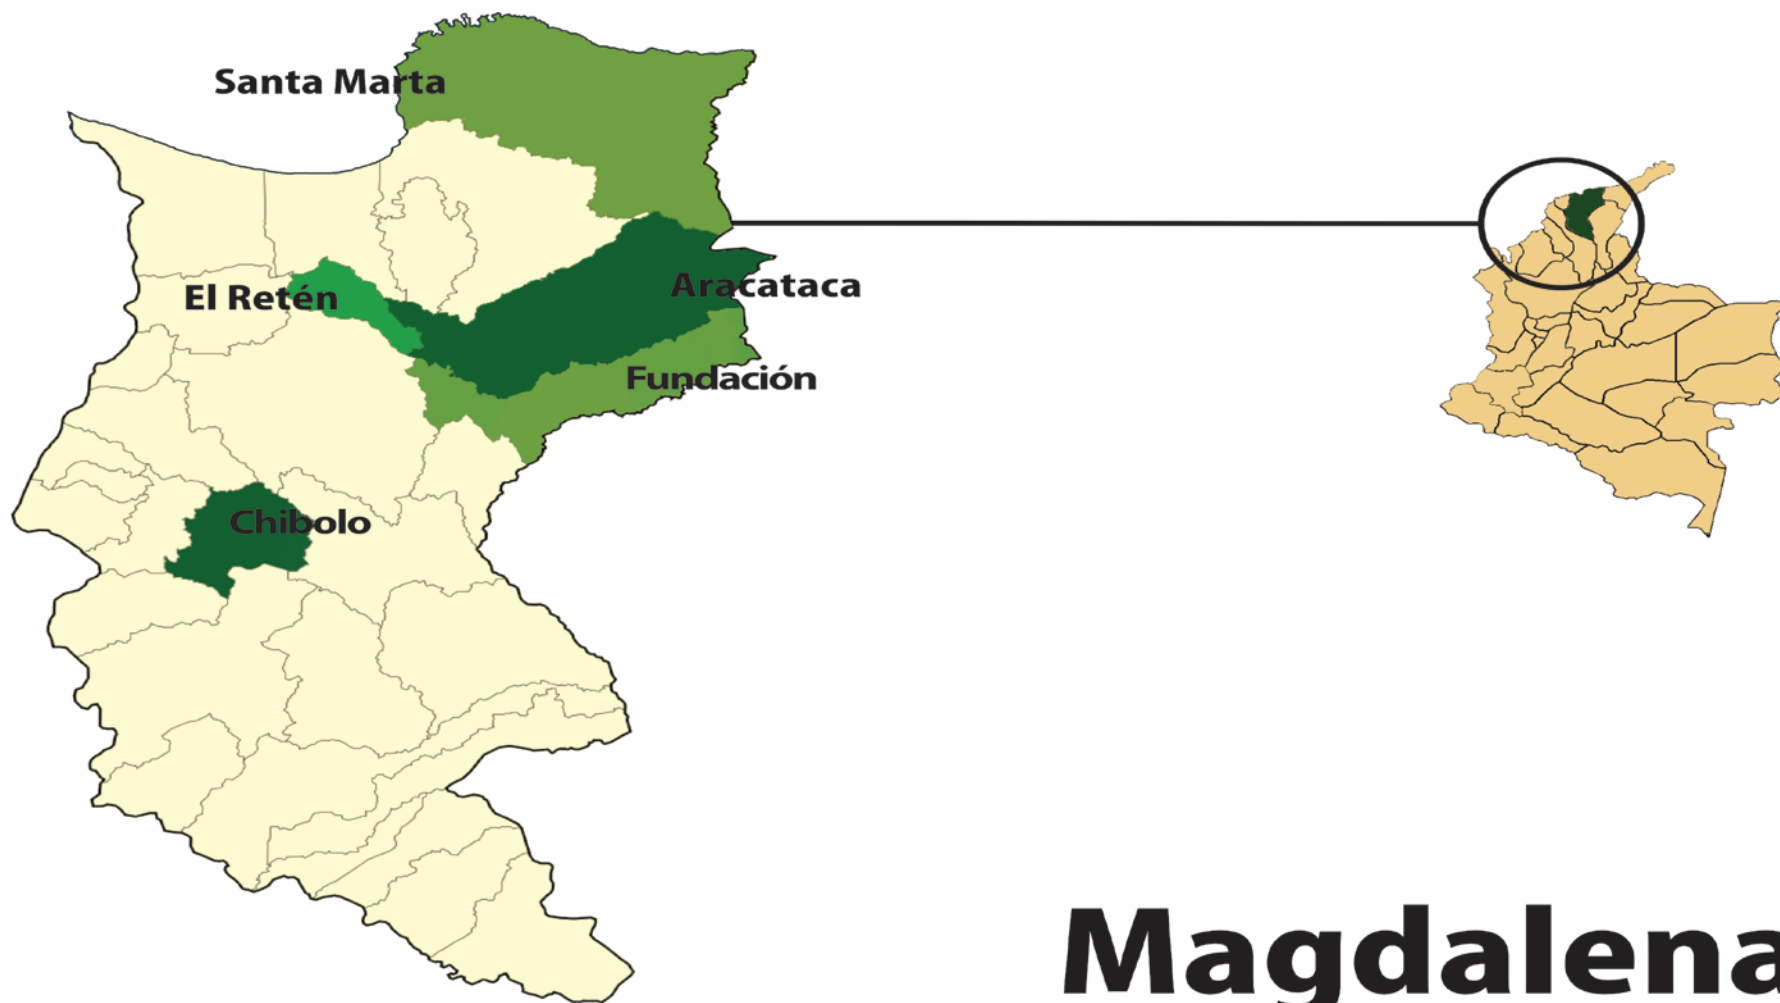 Santa Marta
Aracataca
El Retén
Fundación
Chibolo
Magdalena